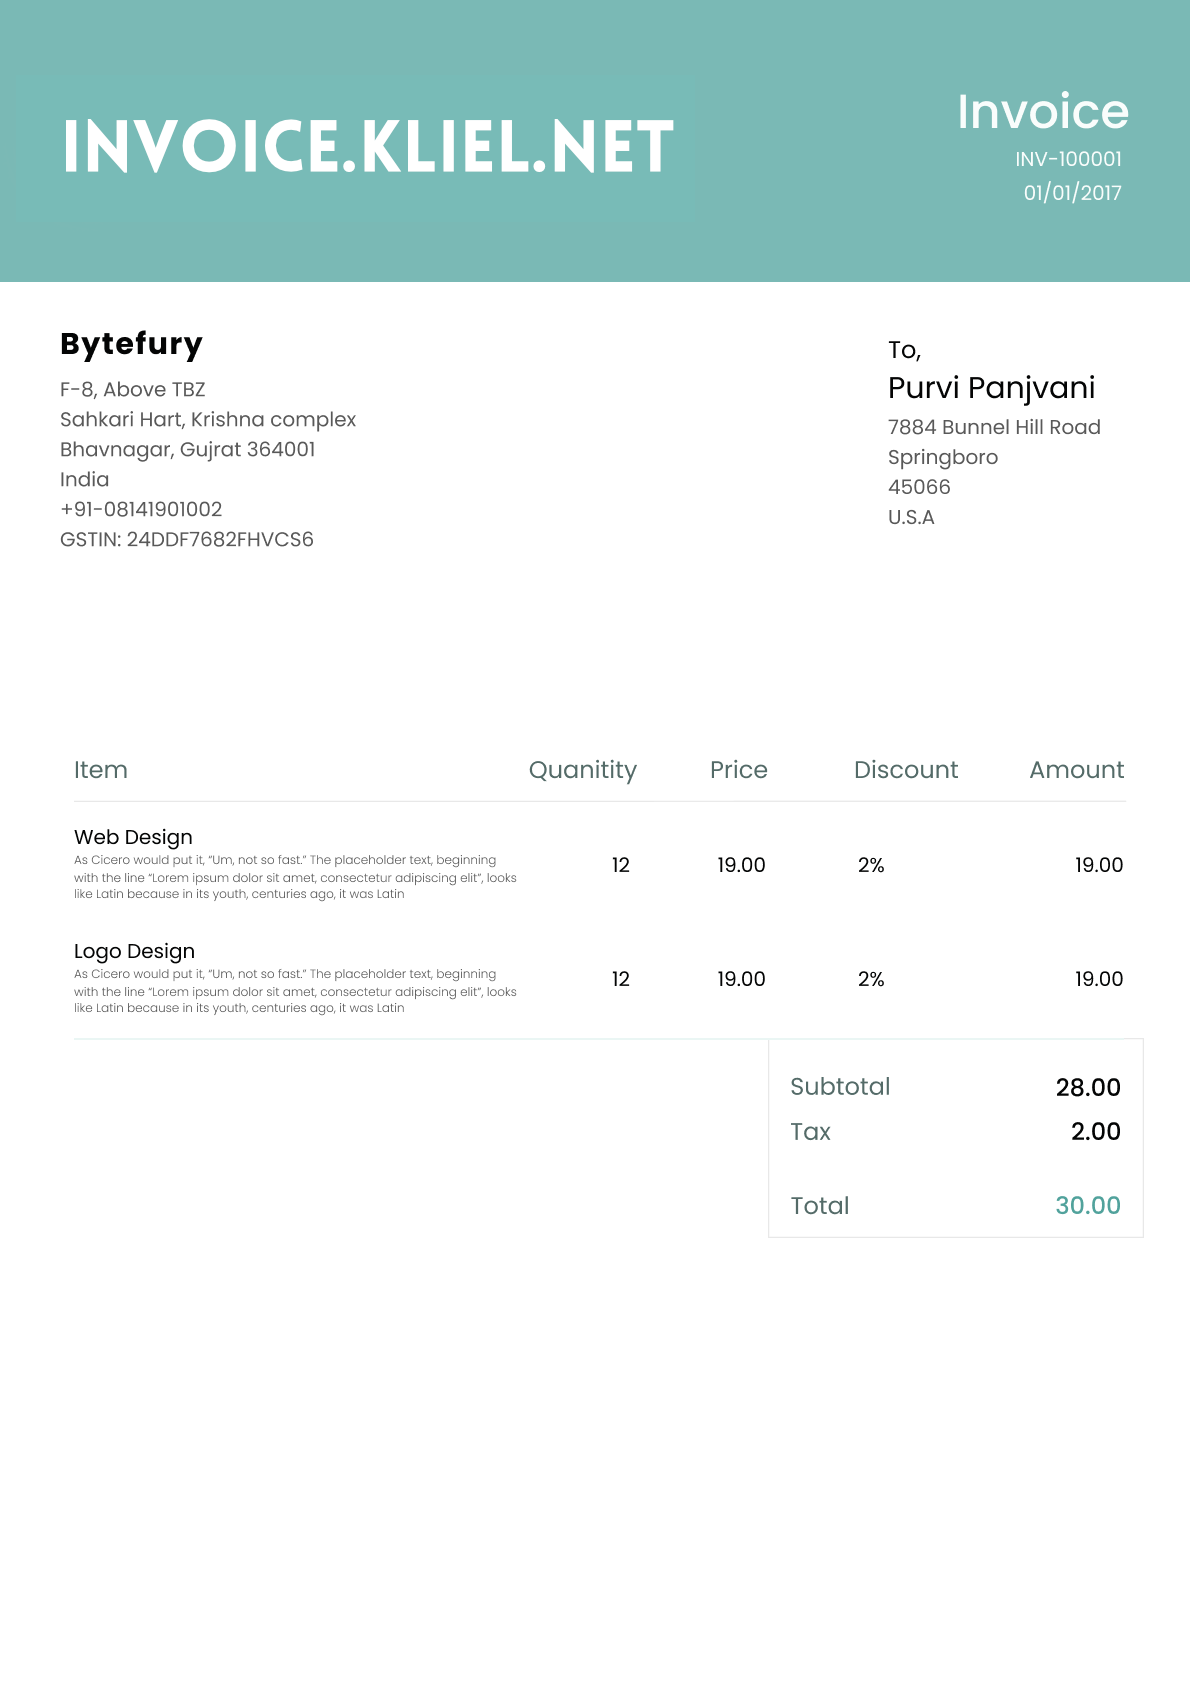 INVOICE.KLIEL.NET
Invoice
INV-100001
01/01/2017
Bytefury
F-8, Above TBZ
Sahkari Hart, Krishna complex
Bhavnagar, Gujrat 364001
India
+91-08141901002
GSTIN: 24DDF7682FHVCS6
To,
Purvi Panjvani
7884 Bunnel Hill Road
Springboro
45066
U.S.A
Item Quanitity Price Discount Amount
Web Design
As Cicero would put it, “Um, not so fast.” The placeholder text, beginning
with the line “Lorem ipsum dolor sit amet, consectetur adipiscing elit”, looks
like Latin because in its youth, centuries ago, it was Latin
12 19.00 2% 19.00
Logo Design
As Cicero would put it, “Um, not so fast.” The placeholder text, beginning
with the line “Lorem ipsum dolor sit amet, consectetur adipiscing elit”, looks
like Latin because in its youth, centuries ago, it was Latin
12 19.00 2% 19.00
Subtotal 28.00
Tax 2.00
Total 30.00